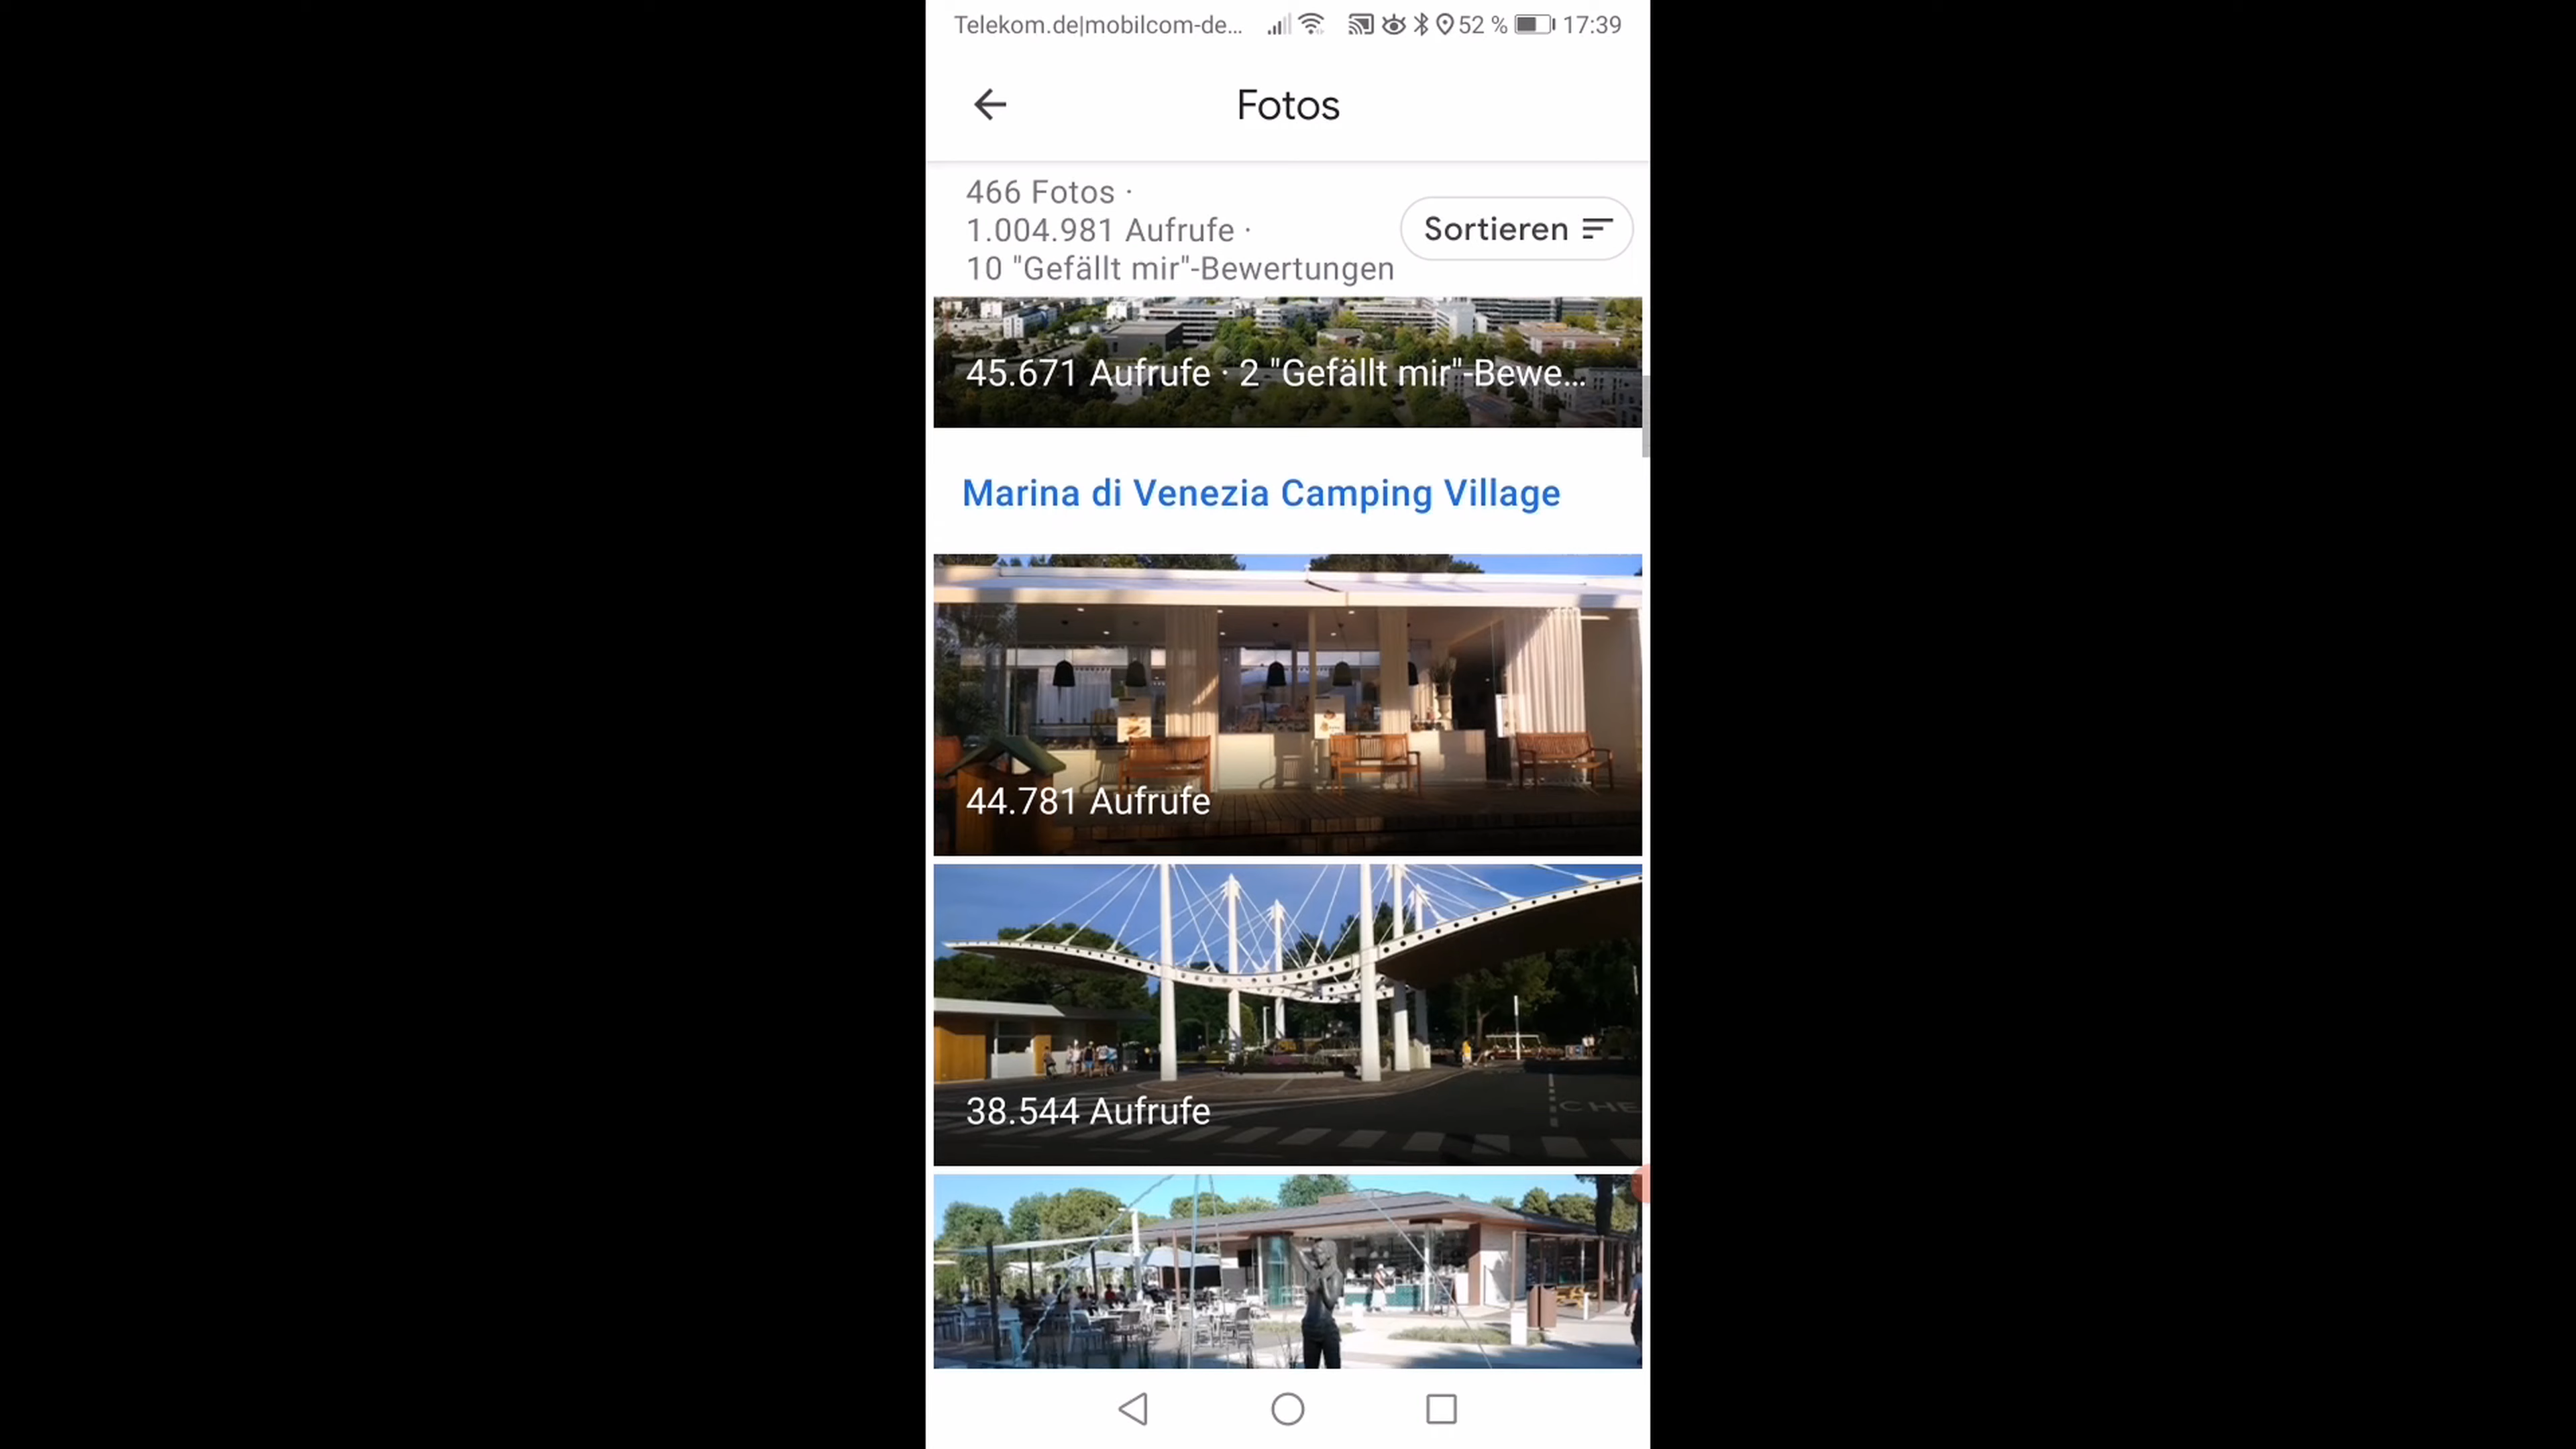 Telekom.de|mobilcom-de... 52 % 17:39
Fotos
466 Fotos ·
1.004.981 Aufrufe ·
10 "Gefällt mir"-Bewertungen
Sortieren
45.671 Aufrufe · 2 "Gefällt mir"-Bewe...
Marina di Venezia Camping Village
44.781 Aufrufe
38.544 Aufrufe
CHE